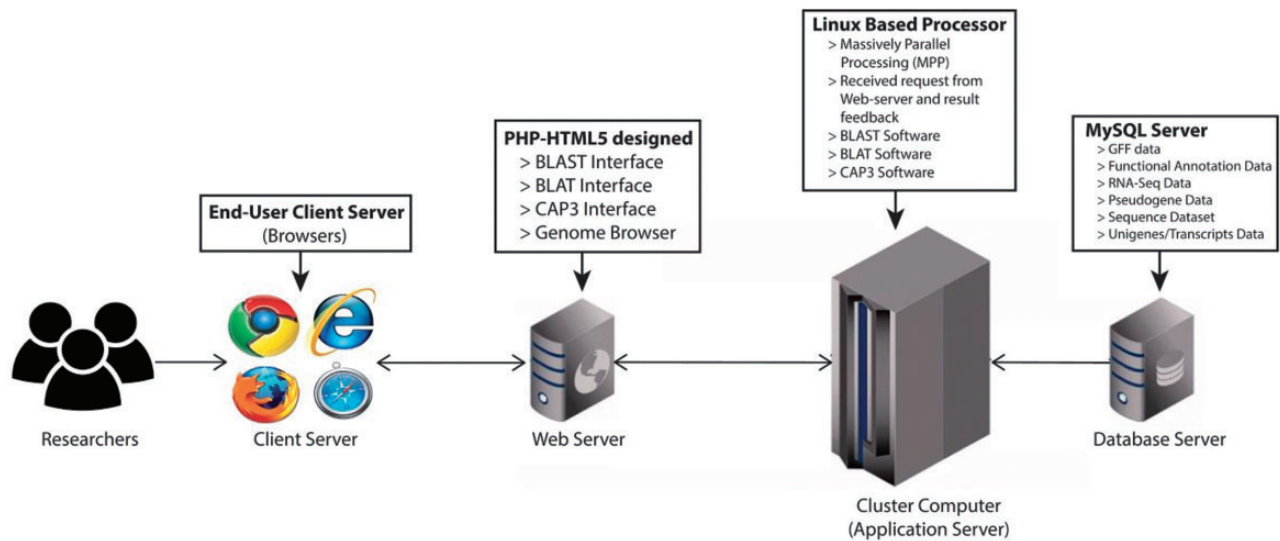 Linux Based Processor
> Massively Parallel
Processing (MPP)
> Received request from
Web-server and result
feedback
> BLAST Software
> BLAT Software
> CAP3 Software
PHP-HTML5 designed
> BLAST Interface
> BLAT Interface
> CAP3 Interface
> Genome Browser
MySQL Server
> GFF data
> Functional Annotation Data
> RNA-Seq Data
> Pseudogene Data
> Sequence Dataset
> Unigenes/Transcripts Data
End-User Client Server
(Browsers)
Researchers
Client Server
Web Server
Database Server
Cluster Computer
(Application Server)